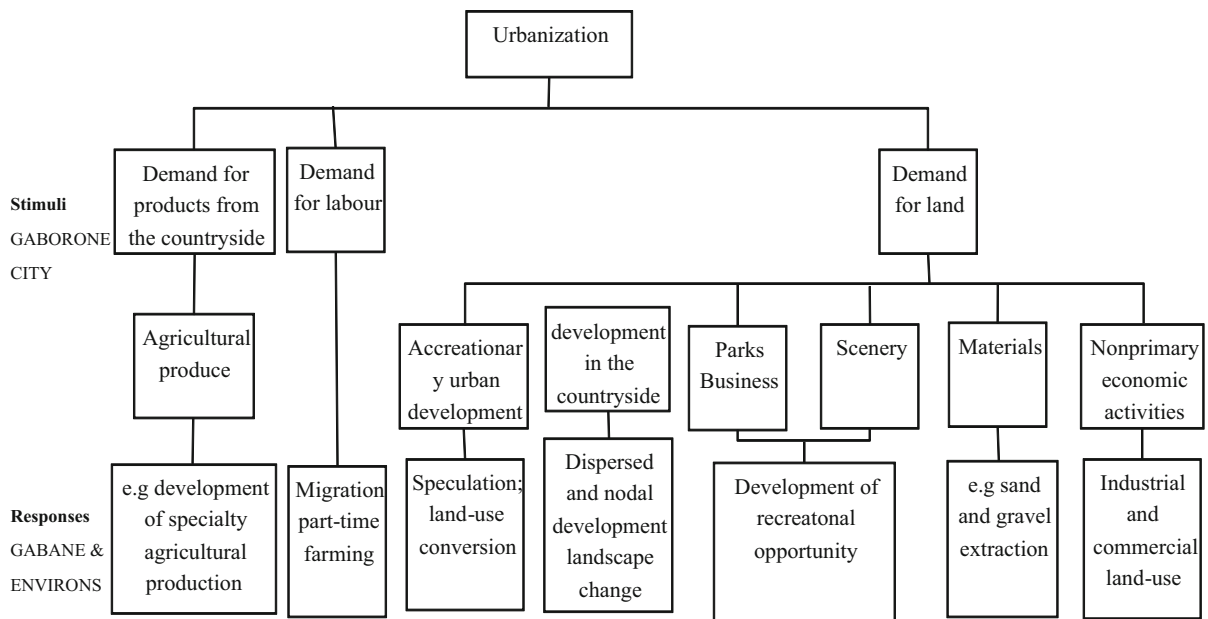 Urbanization
Stimuli
GABORONE
CITY
Demand for
products from
the countryside
Demand
for labour
Demand
for land
Agricultural
produce
Accreationar
y urban
development
development
in the
countryside
Parks
Business
Scenery
Materials
Nonprimary
economic
activities
Responses
GABANE &
ENVIRONS
e.g development
of specialty
agricultural
production
Migration
part-time
farming
Speculation;
land-use
conversion
Dispersed
and nodal
development
landscape
change
Development of
recreatonal
opportunity
e.g sand
and gravel
extraction
Industrial
and
commercial
land-use